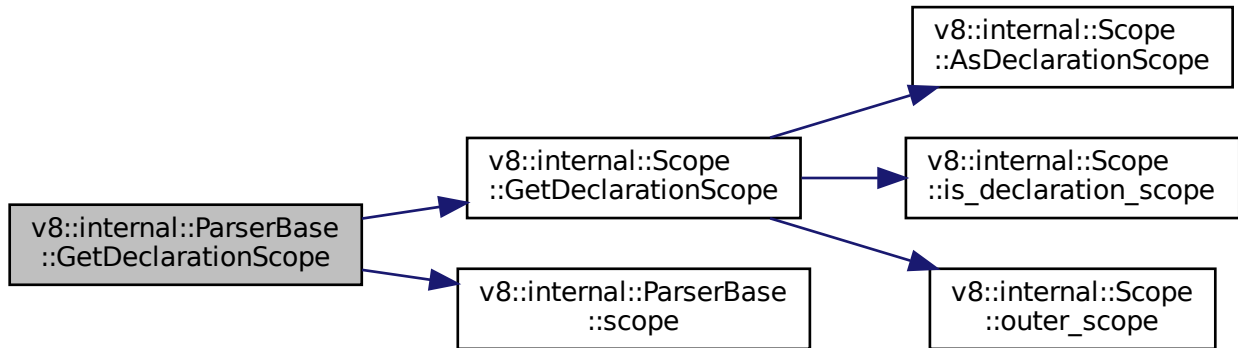 v8::internal::ParserBase
::GetDeclarationScope
v8::internal::Scope
::GetDeclarationScope
v8::internal::ParserBase
::scope
v8::internal::Scope
::AsDeclarationScope
v8::internal::Scope
::is_declaration_scope
v8::internal::Scope
::outer_scope